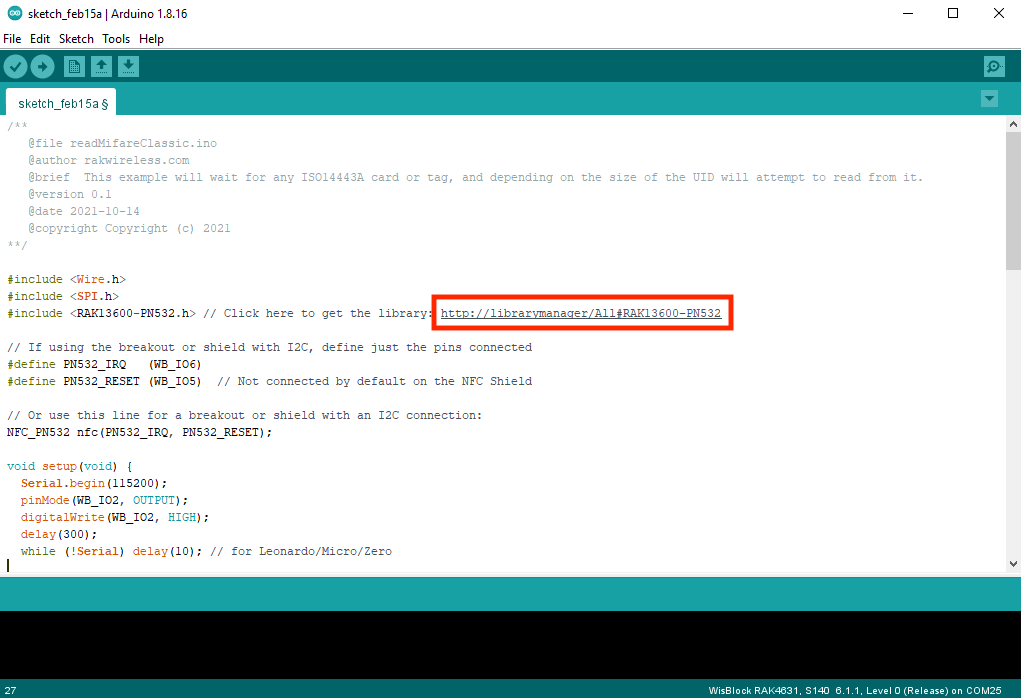 sketch_feb15a | Arduino 1.8.16
File Edit Sketch Tools Help
sketch_feb15a §
/**
   @file readMifareClassic.ino
   @author rakwireless.com
   @brief  This example will wait for any ISO14443A card or tag, and depending on the size of the UID will attempt to read from it.
   @version 0.1
   @date 2021-10-14
   @copyright Copyright (c) 2021
**/
#include <Wire.h>
#include <SPI.h>
#include <RAK13600-PN532.h> // Click here to get the library: http://librarymanager/All#RAK13600-PN532
// If using the breakout or shield with I2C, define just the pins connected
#define PN532_IRQ   (WB_IO6)
#define PN532_RESET (WB_IO5)  // Not connected by default on the NFC Shield
// Or use this line for a breakout or shield with an I2C connection:
NFC_PN532 nfc(PN532_IRQ, PN532_RESET);
void setup(void) {
  Serial.begin(115200);
  pinMode(WB_IO2, OUTPUT);
  digitalWrite(WB_IO2, HIGH);
  delay(300);
  while (!Serial) delay(10); // for Leonardo/Micro/Zero
27
WisBlock RAK4631, S140 6.1.1, Level 0 (Release) on COM25